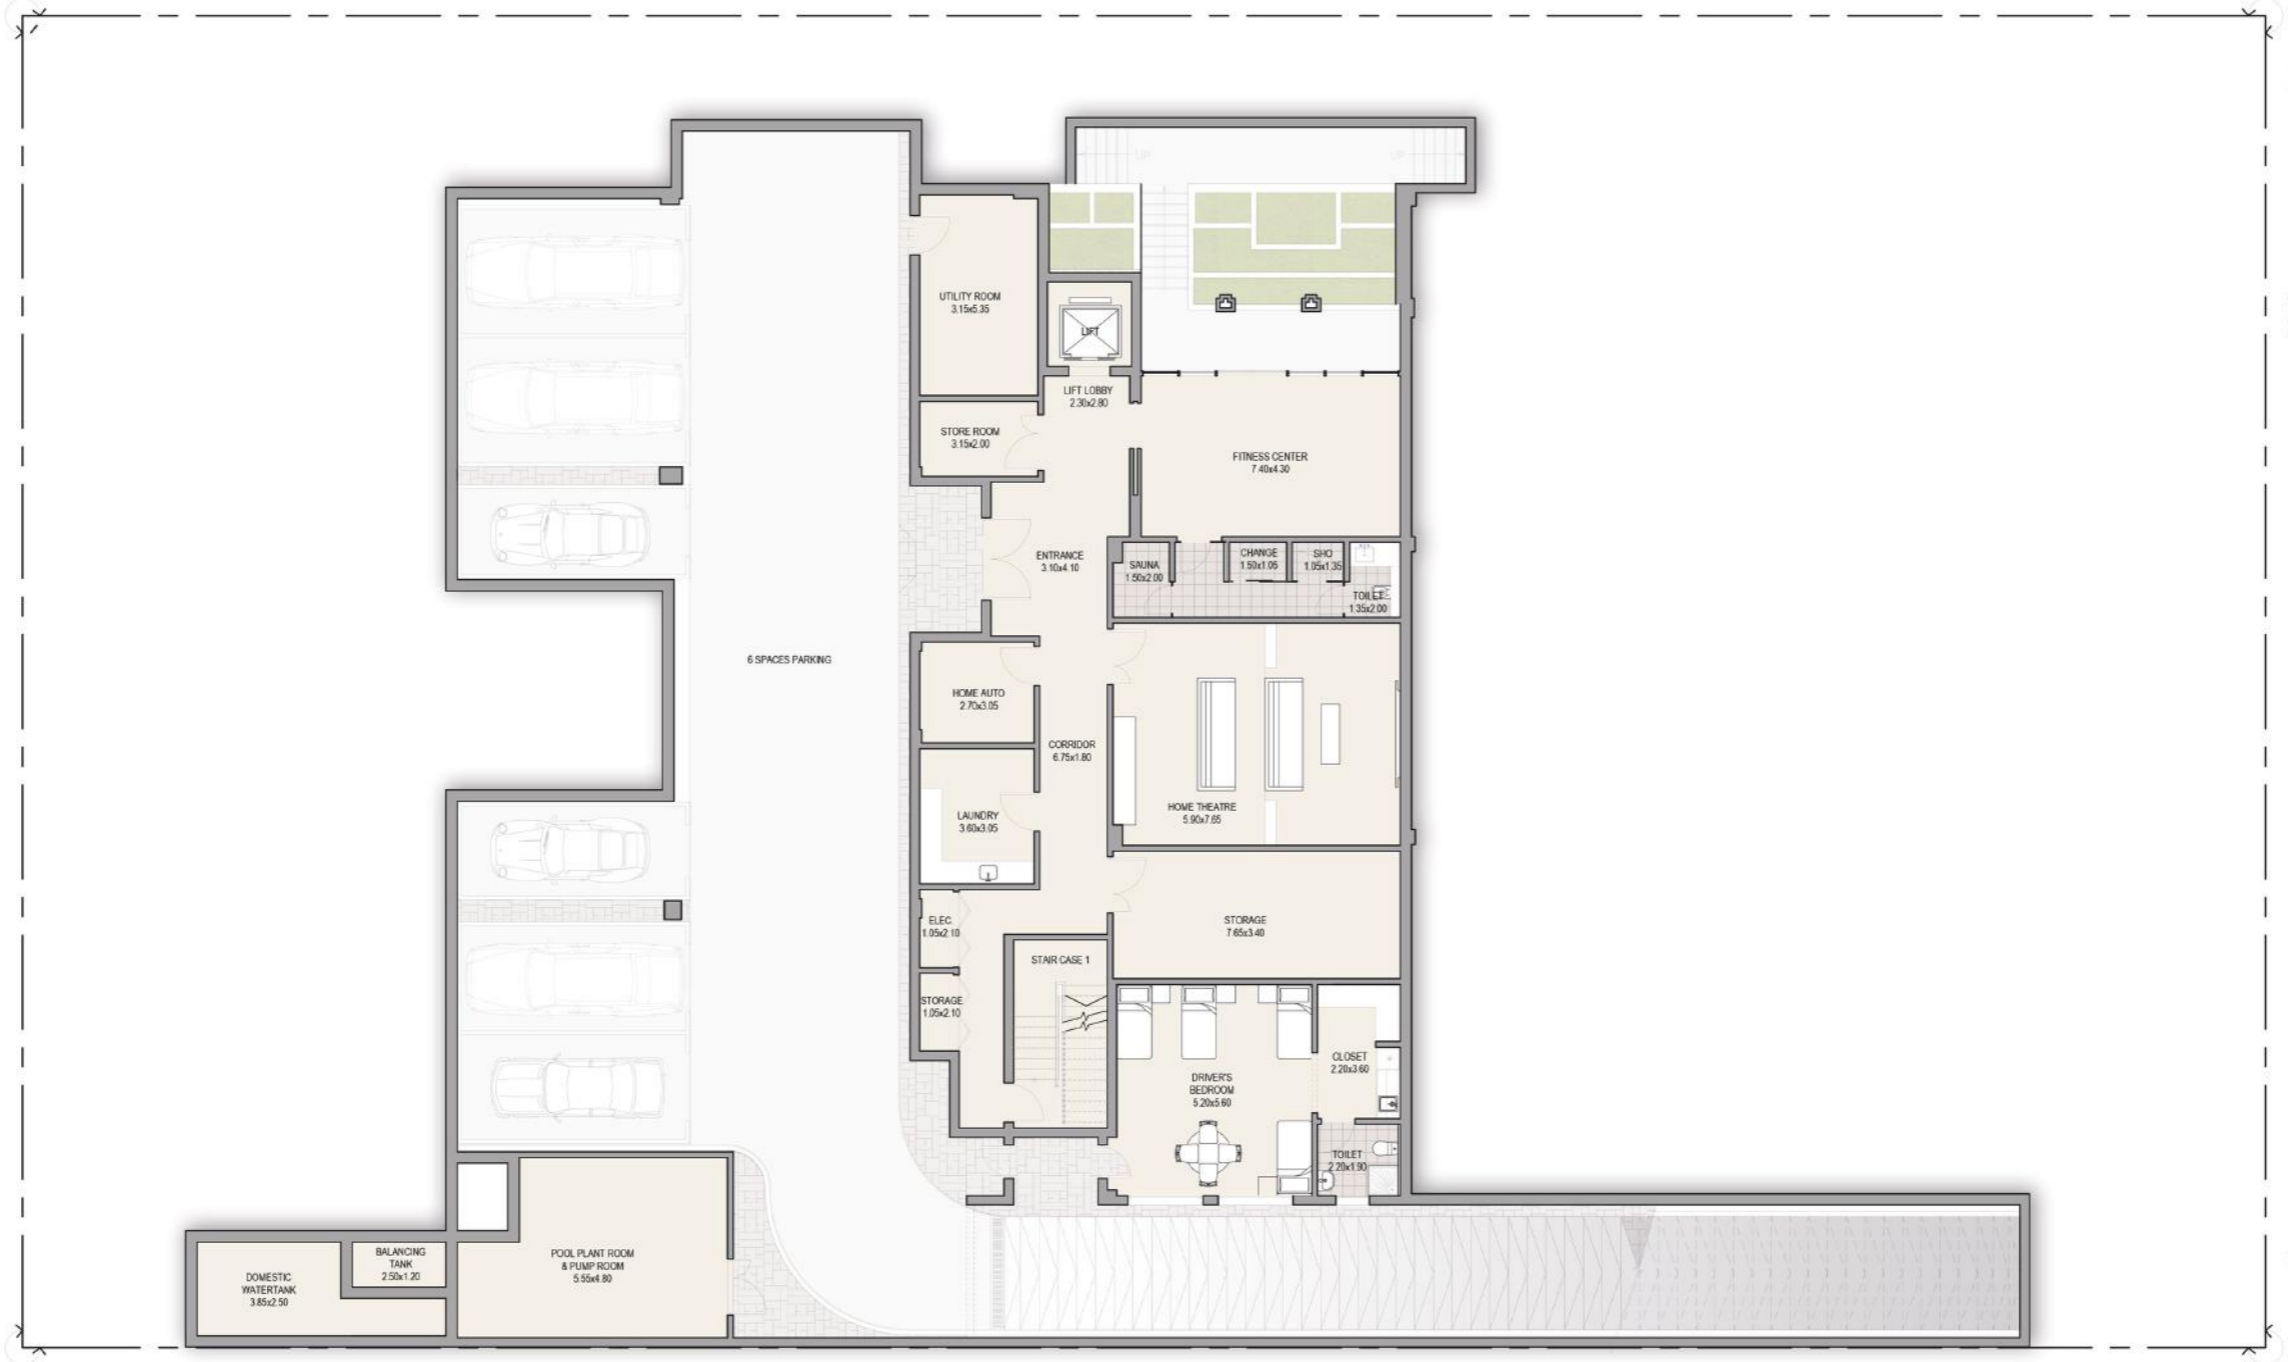 UTILITY ROOM
3.15x5.35
LIFT
LIFT LOBBY
2.30x2.80
STORE ROOM
3.15x2.00
FITNESS CENTER
7.40x4.30
ENTRANCE
3.10x4.10
SAUNA
1.50x2.00
CHANGE
1.50x1.05
SHO
1.05x1.35
TOILET
1.35x2.00
6 SPACES PARKING
HOME AUTO
2.70x3.05
CORRIDOR
6.75x1.80
LAUNDRY
3.60x3.05
HOME THEATRE
5.90x7.65
ELEC.
1.05x2.10
STORAGE
7.65x3.40
STAIR CASE 1
STORAGE
1.05x2.10
DRIVER'S
BEDROOM
5.20x5.60
CLOSET
2.20x3.60
TOILET
2.20x1.90
POOL PLANT ROOM
& PUMP ROOM
5.55x4.80
BALANCING
TANK
2.50x1.20
DOMESTIC
WATERTANK
3.85x2.50